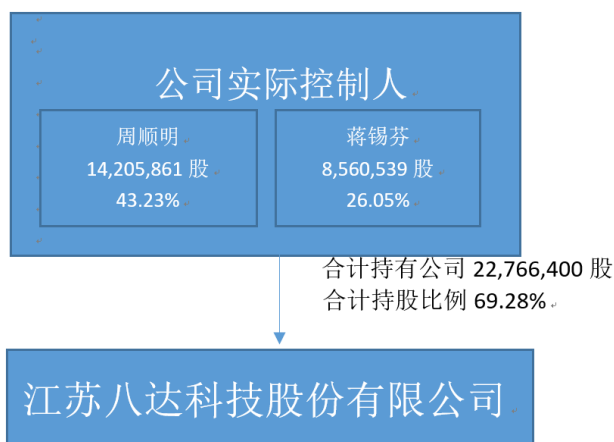 公司实际控制人
周顺明
14,205,861 股
43.23%
蒋锡芬
8,560,539 股
26.05%
合计持有公司 22,766,400 股
合计持股比例 69.28%
江苏八达科技股份有限公司